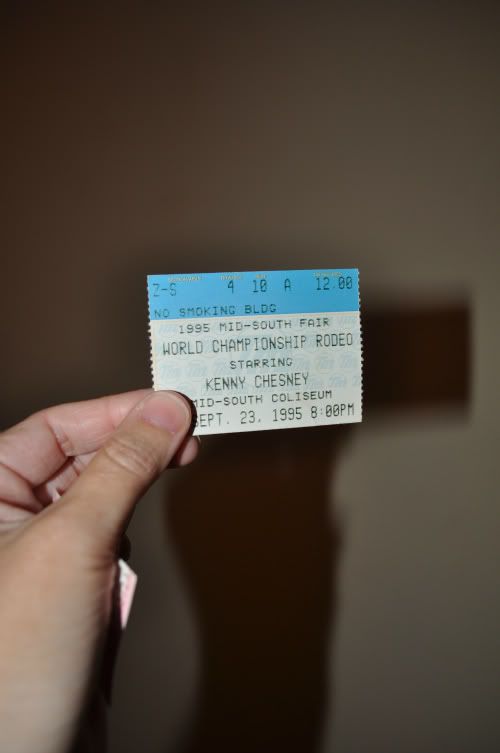 Z-S 4 10 A 12.00
NO SMOKING BLDG
1995 MID-SOUTH FAIR
WORLD CHAMPIONSHIP RODEO
STARRING
KENNY CHESNEY
MID-SOUTH COLISEUM
SEPT. 23, 1995 8:00PM